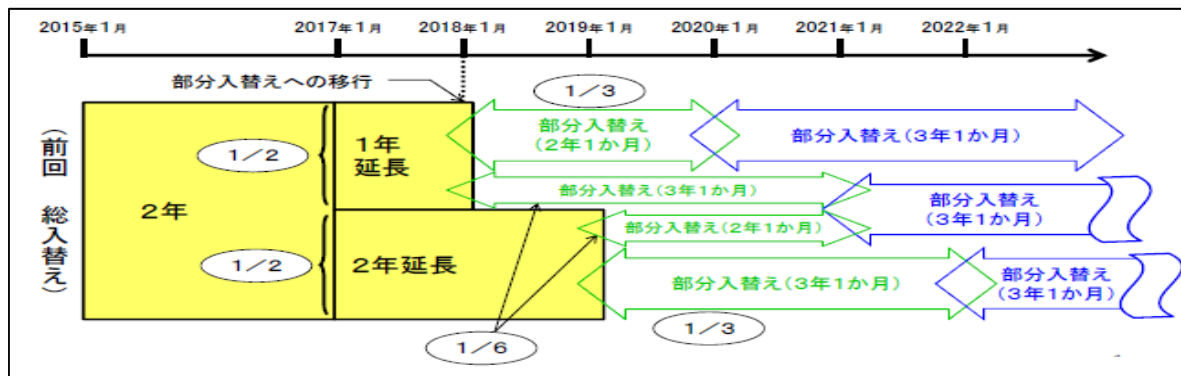 2015年1月
2017年1月
2018年1月
2019年1月
2020年1月
2021年1月
2022年1月
部分入替えへの移行
1/3
(前回 総入替え)
2年
1/2
1年
延長
部分入替え
(2年1か月)
部分入替え(3年1か月)
部分入替え(3年1か月)
部分入替え
(3年1か月)
部分入替え(2年1か月)
1/2
2年延長
部分入替え(3年1か月)
部分入替え
(3年1か月)
1/6
1/3